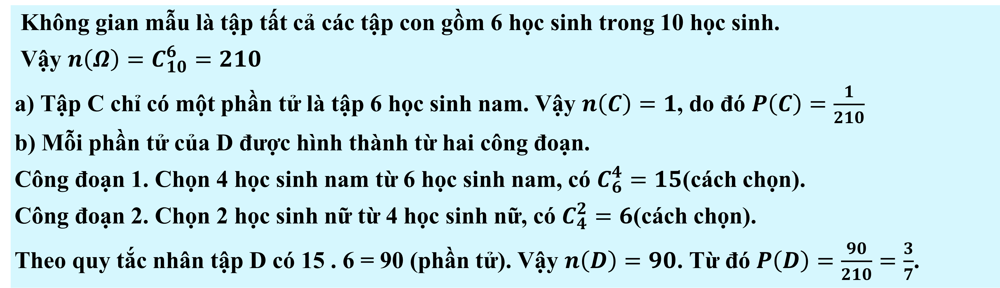 Không gian mẫu là tập tất cả các tập con gồm 6 học sinh trong 10 học sinh.
Vậy $n(\Omega) = C_{10}^{6} = 210$
a) Tập C chỉ có một phần tử là tập 6 học sinh nam. Vậy $n(C) = 1$, do đó $P(C) = \frac{1}{210}$
b) Mỗi phần tử của D được hình thành từ hai công đoạn.
Công đoạn 1. Chọn 4 học sinh nam từ 6 học sinh nam, có $C_{6}^{4} = 15$(cách chọn).
Công đoạn 2. Chọn 2 học sinh nữ từ 4 học sinh nữ, có $C_{4}^{2} = 6$(cách chọn).
Theo quy tắc nhân tập D có 15 . 6 = 90 (phần tử). Vậy $n(D) = 90$. Từ đó $P(D) = \frac{90}{210} = \frac{3}{7}$.